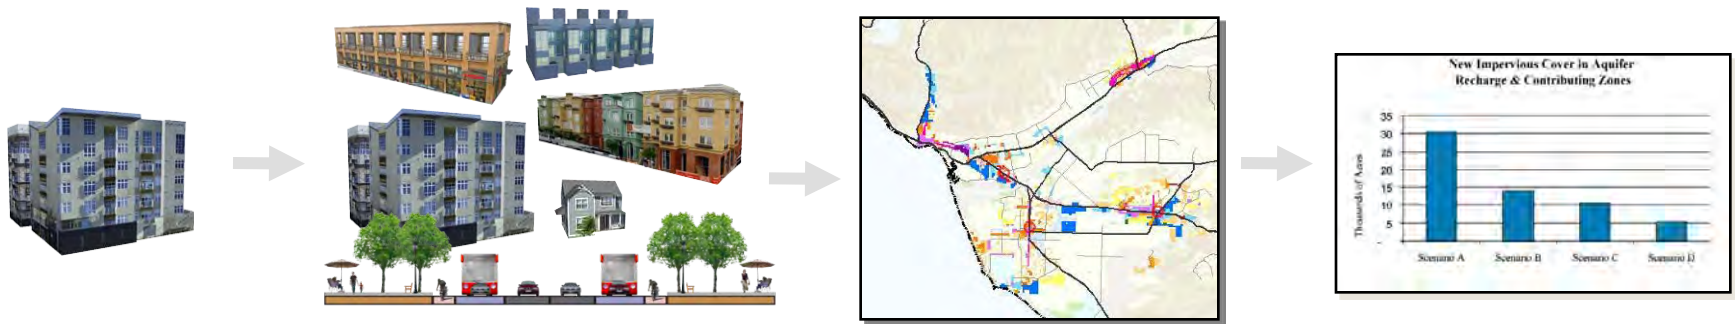 New Impervious Cover in Aquifer
Recharge & Contributing Zones
Thousands of Acres
35
30
25
20
15
10
5
-
Scenario A
Scenario B
Scenario C
Scenario D